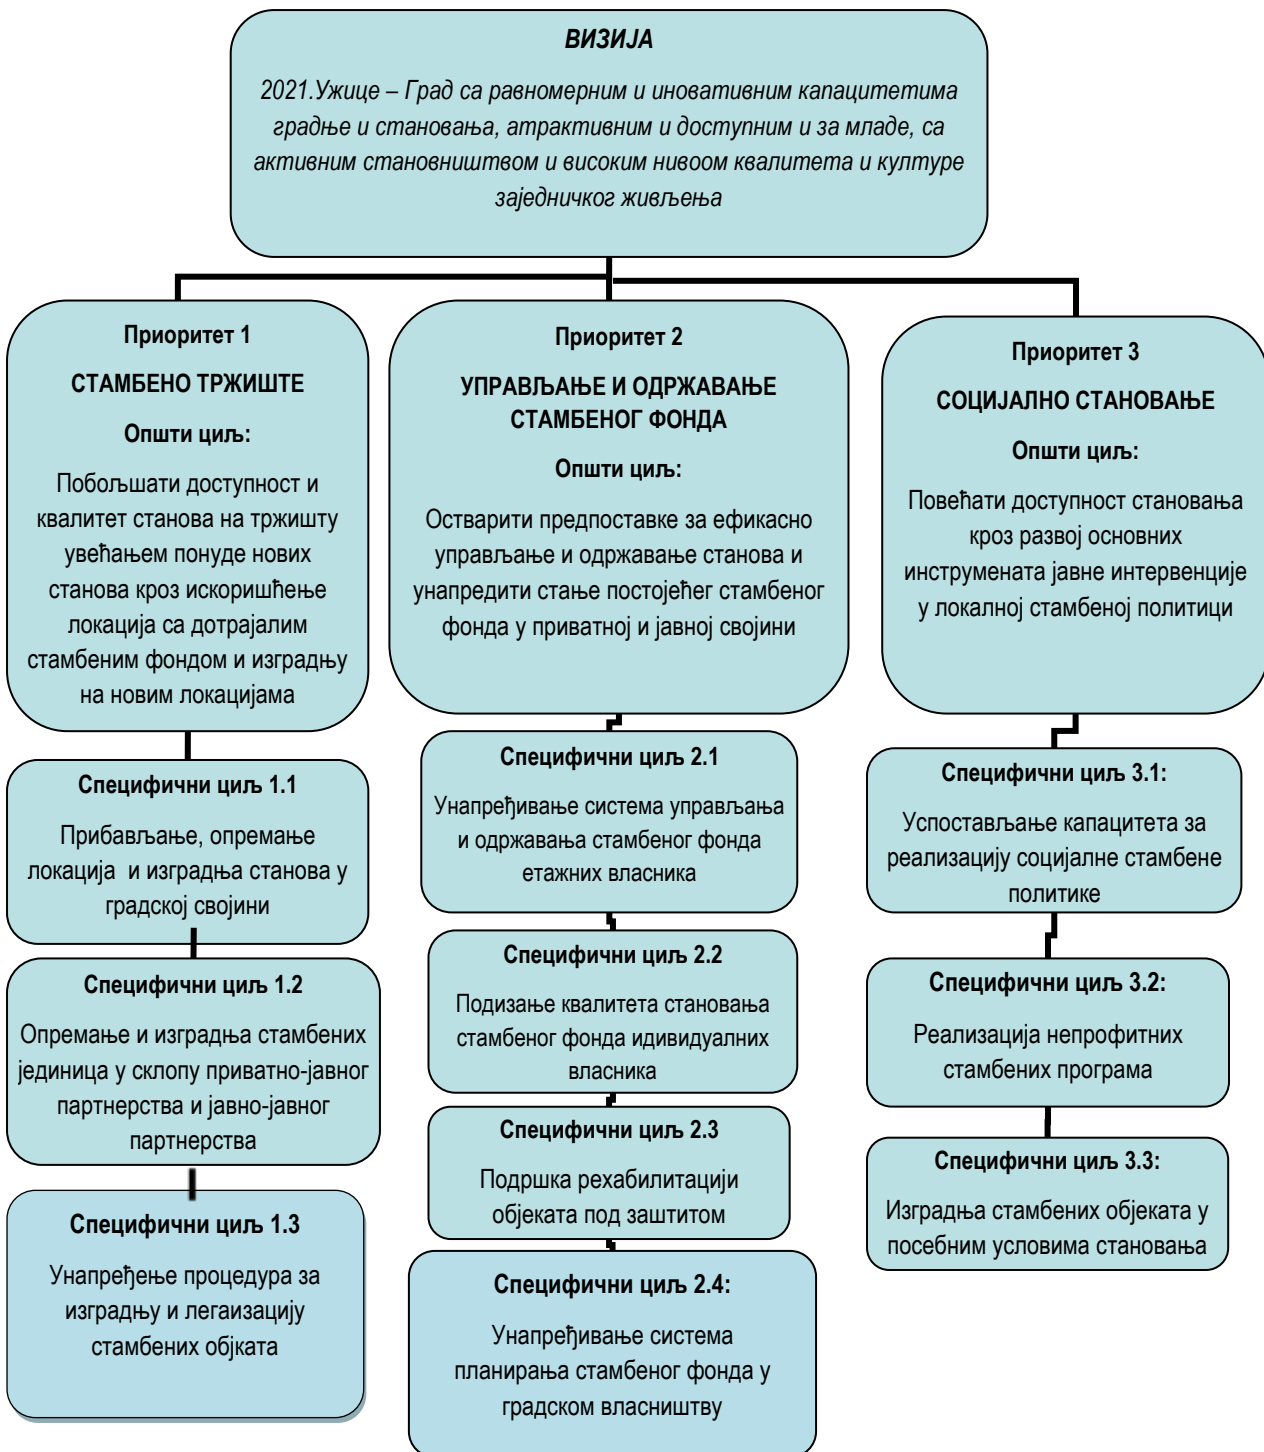 ВИЗИЈА
2021.Ужице – Град са равномерним и иновативним капацитетима
градње и становања, атрактивним и доступним и за младе, са
активним становништвом и високим нивоом квалитета и културе
заједничког живљења
Приоритет 1
СТАМБЕНО ТРЖИШТЕ
Општи циљ:
Побољшати доступност и
квалитет станова на тржишту
увећањем понуде нових
станова кроз искоришћење
локација са дотрајалим
стамбеним фондом и изградњу
на новим локацијама
Специфични циљ 1.1
Прибављање, опремање
локација и изградња станова у
градској својини
Специфични циљ 1.2
Опремање и изградња стамбених
јединица у склопу приватно-јавног
партнерства и јавно-јавног
партнерства
Специфични циљ 1.3
Унапређење процедура за
изградњу и легаизацију
стамбених објката
Приоритет 2
УПРАВЉАЊЕ И ОДРЖАВАЊЕ
СТАМБЕНОГ ФОНДА
Општи циљ:
Остварити предпоставке за ефикасно
управљање и одржавање станова и
унапредити стање постојећег стамбеног
фонда у приватној и јавној својини
Специфични циљ 2.1
Унапређивање система управљања
и одржавања стамбеног фонда
етажних власника
Специфични циљ 2.2
Подизање квалитета становања
стамбеног фонда идивидуалних
власника
Специфични циљ 2.3
Подршка рехабилитацији
објеката под заштитом
Специфични циљ 2.4:
Унапређивање система
планирања стамбеног фонда у
градском власништву
Приоритет 3
СОЦИЈАЛНО СТАНОВАЊЕ
Општи циљ:
Повећати доступност становања
кроз развој основних
инструмената јавне интервенције
у локалној стамбеној политици
Специфични циљ 3.1:
Успостављање капацитета за
реализацију социјалне стамбене
политике
Специфични циљ 3.2:
Реализација непрофитних
стамбених програма
Специфични циљ 3.3:
Изградња стамбених објеката у
посебним условима становања